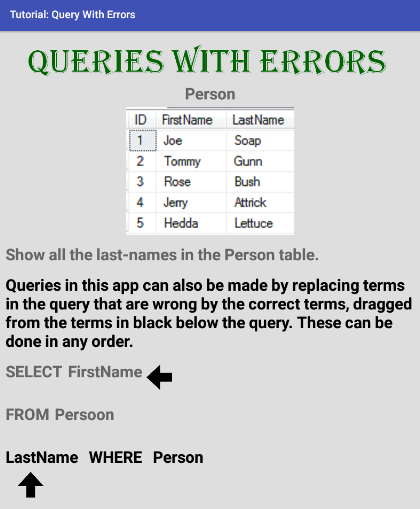 Tutorial: Query With Errors
QUERIES WITH ERRORS
Person
ID FirstName LastName
1 Joe Soap
2 Tommy Gunn
3 Rose Bush
4 Jerry Attrick
5 Hedda Lettuce
Show all the last-names in the Person table.
Queries in this app can also be made by replacing terms
in the query that are wrong by the correct terms, dragged
from the terms in black below the query. These can be
done in any order.
SELECT FirstName
FROM Persoon
LastName WHERE Person